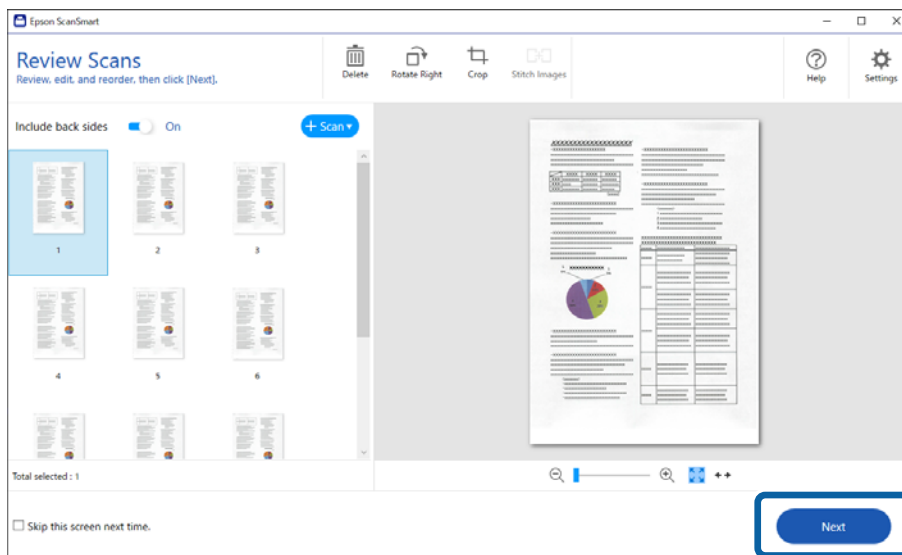 Epson ScanSmart
Review Scans
Review, edit, and reorder, then click [Next].
Delete
Rotate Right
Crop
Stitch Images
Help
Settings
Include back sides
On
+ Scan
1
2
3
4
5
6
Total selected : 1
Skip this screen next time.
Next